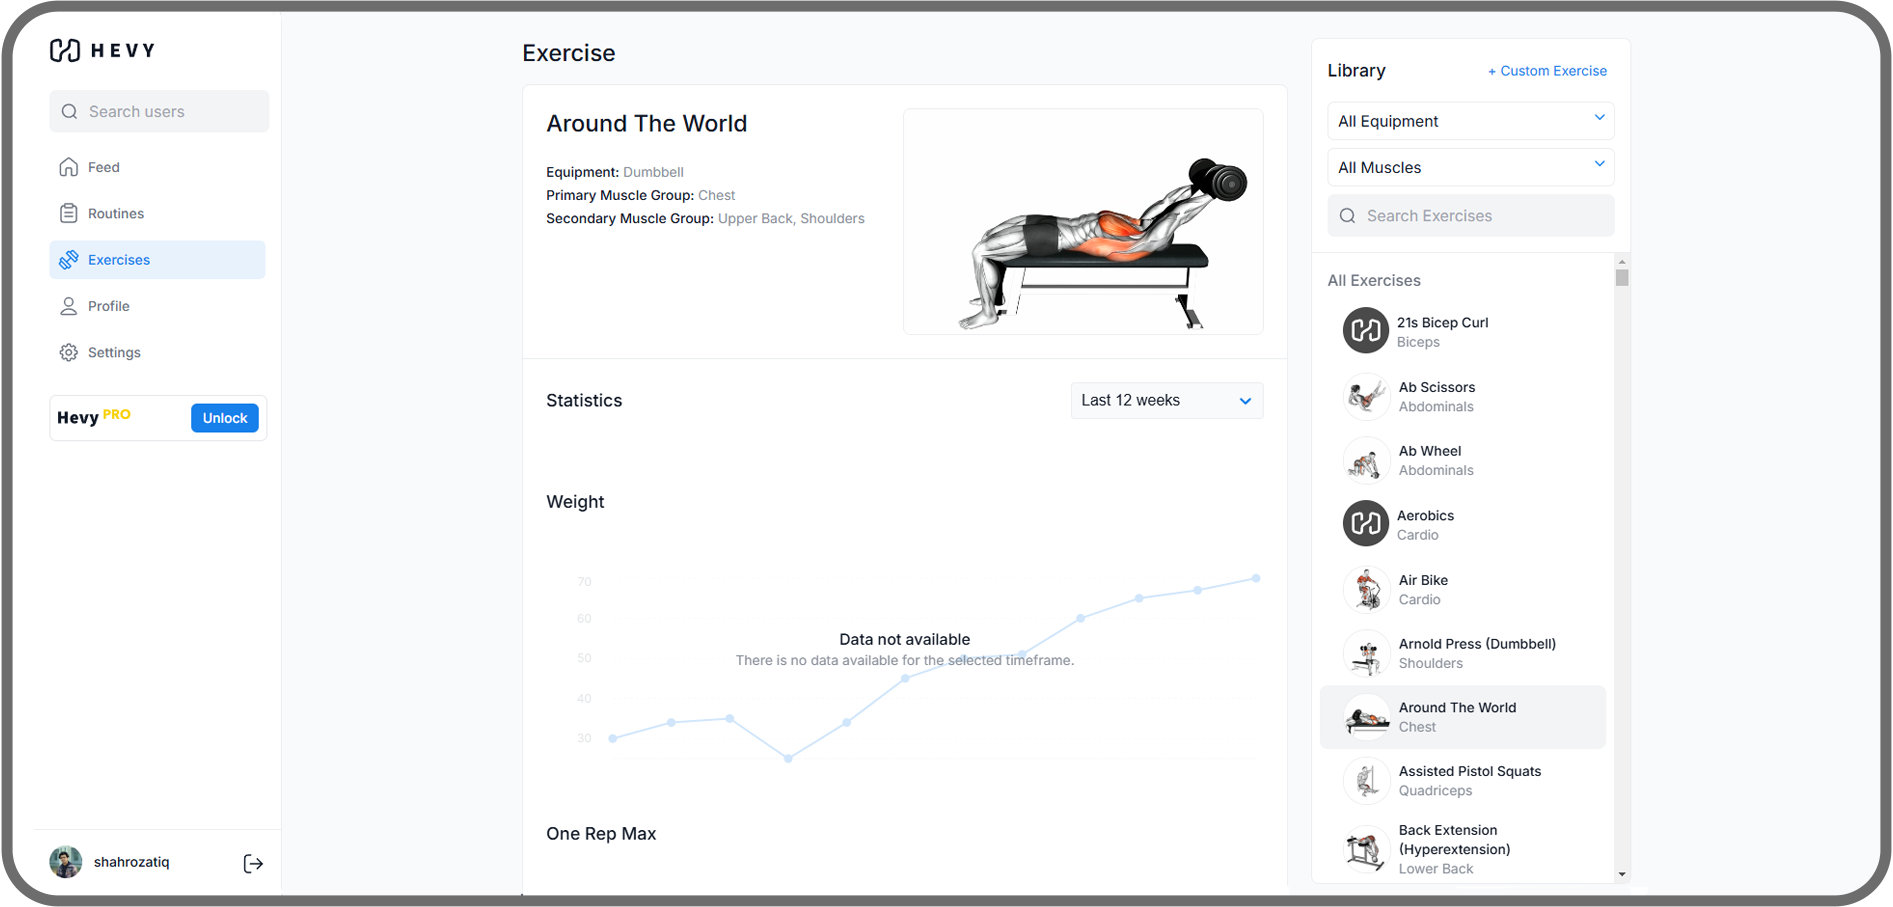 HEVY
Search users
Feed
Routines
Exercises
Profile
Settings
Hevy PRO
Unlock
shahrozatiq
Exercise
Around The World
Equipment: Dumbbell
Primary Muscle Group: Chest
Secondary Muscle Group: Upper Back, Shoulders
Statistics
Last 12 weeks
Weight
70
60
50
40
30
Data not available
There is no data available for the selected timeframe.
One Rep Max
Library
+ Custom Exercise
All Equipment
All Muscles
Search Exercises
All Exercises
21s Bicep Curl
Biceps
Ab Scissors
Abdominals
Ab Wheel
Abdominals
Aerobics
Cardio
Air Bike
Cardio
Arnold Press (Dumbbell)
Shoulders
Around The World
Chest
Assisted Pistol Squats
Quadriceps
Back Extension
(Hyperextension)
Lower Back